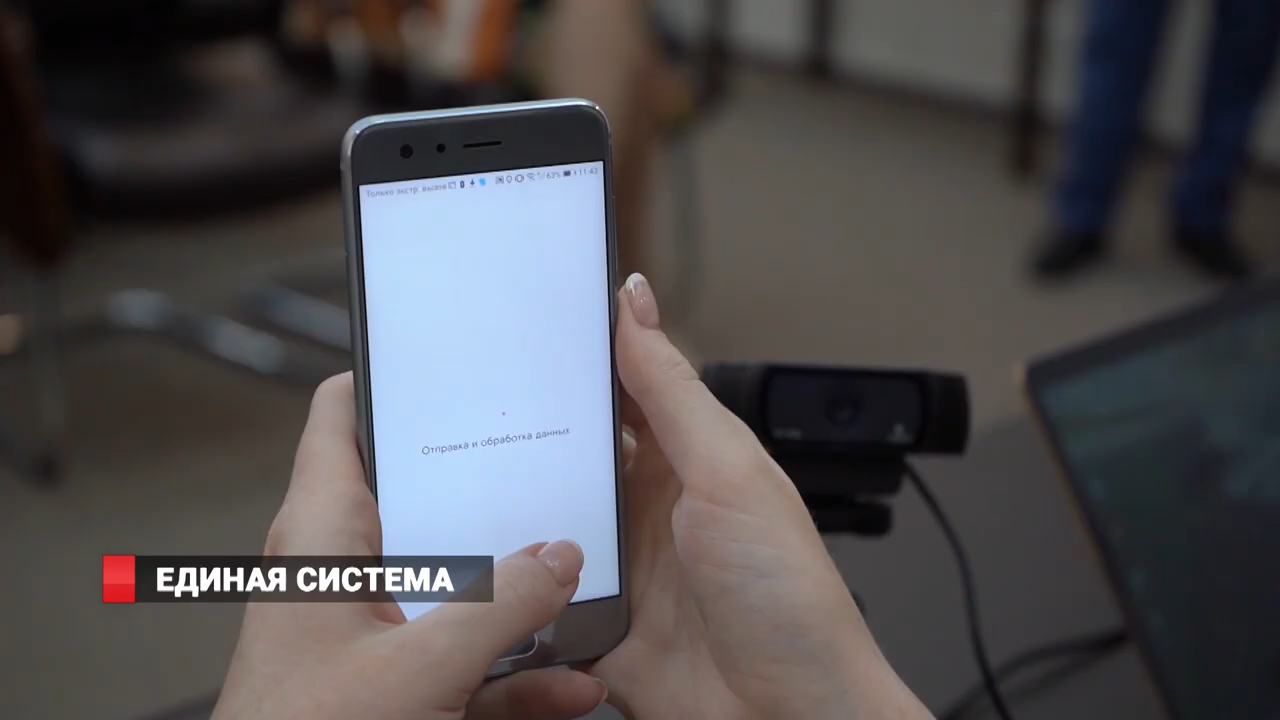 Только экстр. вызов 63% 11:43
Отправка и обработка данных
ЕДИНАЯ СИСТЕМА